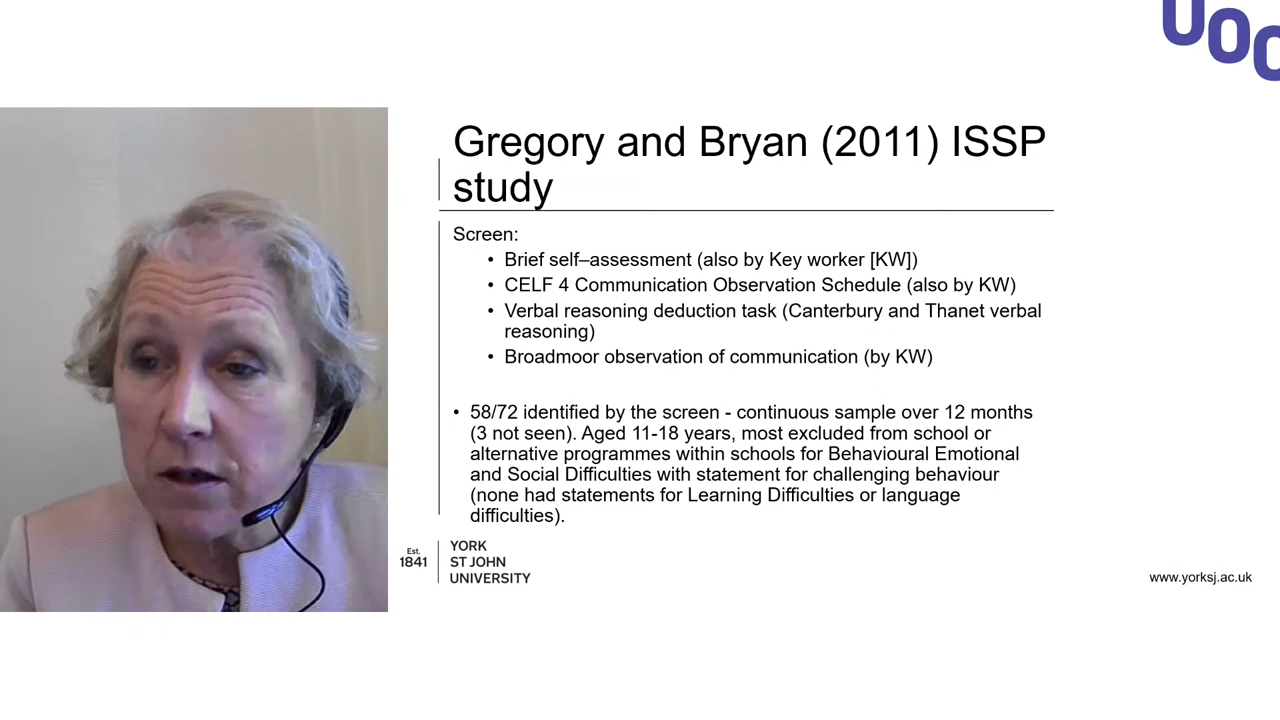 UOC
Gregory and Bryan (2011) ISSP
study
Screen:
• Brief self–assessment (also by Key worker [KW])
• CELF 4 Communication Observation Schedule (also by KW)
• Verbal reasoning deduction task (Canterbury and Thanet verbal
reasoning)
• Broadmoor observation of communication (by KW)
• 58/72 identified by the screen - continuous sample over 12 months
(3 not seen). Aged 11-18 years, most excluded from school or
alternative programmes within schools for Behavioural Emotional
and Social Difficulties with statement for challenging behaviour
(none had statements for Learning Difficulties or language
difficulties).
Est.
1841
YORK
ST JOHN
UNIVERSITY
www.yorksj.ac.uk